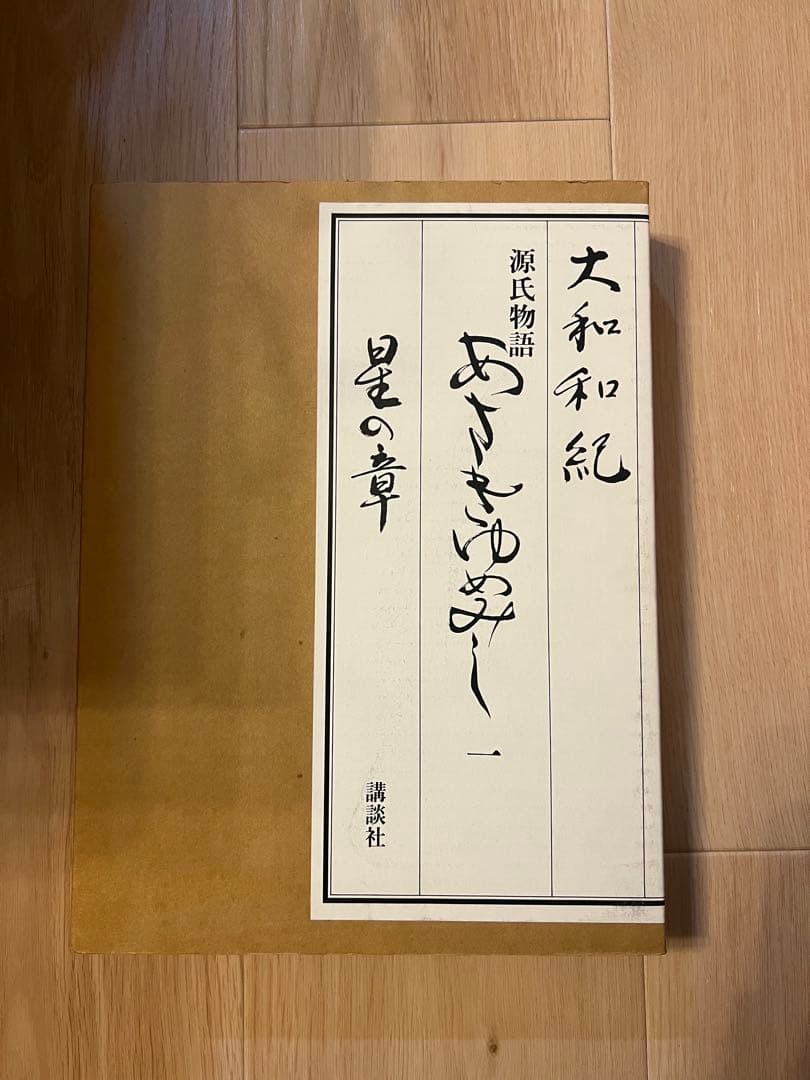 大和和紀
源氏物語
あさきゆめみし 一
星の章
講談社